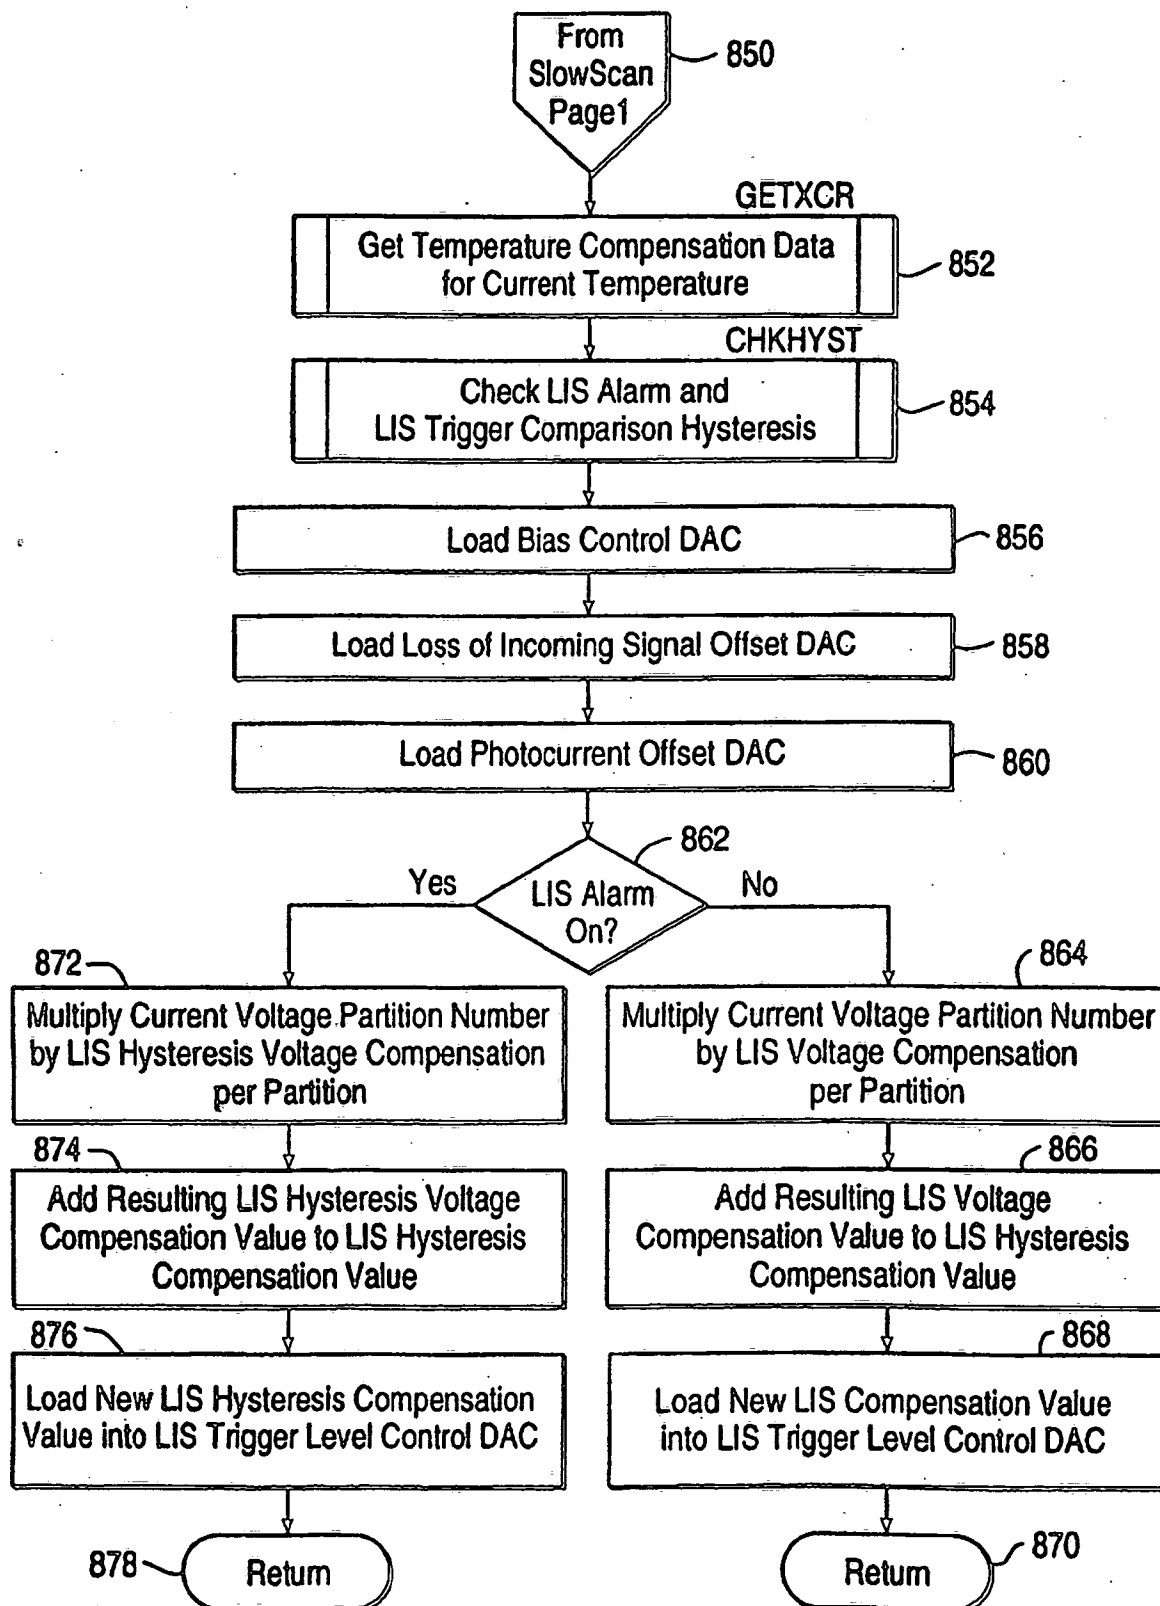 From
SlowScan
Page1
850
GETXCR
Get Temperature Compensation Data
for Current Temperature
852
CHKHYST
Check LIS Alarm and
LIS Trigger Comparison Hysteresis
854
Load Bias Control DAC
856
Load Loss of Incoming Signal Offset DAC
858
Load Photocurrent Offset DAC
860
862
LIS Alarm
On?
Yes
No
872
Multiply Current Voltage Partition Number
by LIS Hysteresis Voltage Compensation
per Partition
864
Multiply Current Voltage Partition Number
by LIS Voltage Compensation
per Partition
874
Add Resulting LIS Hysteresis Voltage
Compensation Value to LIS Hysteresis
Compensation Value
866
Add Resulting LIS Voltage
Compensation Value to LIS Hysteresis
Compensation Value
876
Load New LIS Hysteresis Compensation
Value into LIS Trigger Level Control DAC
868
Load New LIS Compensation Value
into LIS Trigger Level Control DAC
878
Return
870
Return